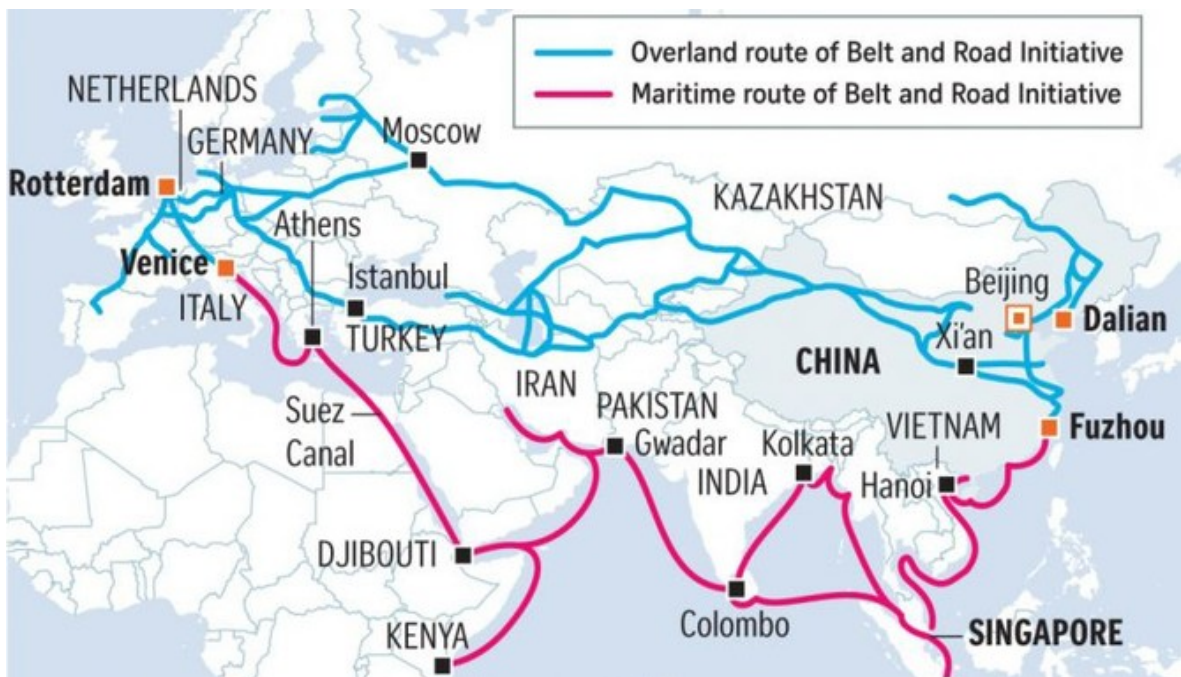 Overland route of Belt and Road Initiative
Maritime route of Belt and Road Initiative
NETHERLANDS
GERMANY
Moscow
Rotterdam
KAZAKHSTAN
Athens
Venice
Istanbul
Beijing
ITALY
TURKEY
Dalian
Xi'an
CHINA
IRAN
Suez
Canal
PAKISTAN
Gwadar
Kolkata
VIETNAM
Fuzhou
INDIA
Hanoi
DJIBOUTI
Colombo
SINGAPORE
KENYA